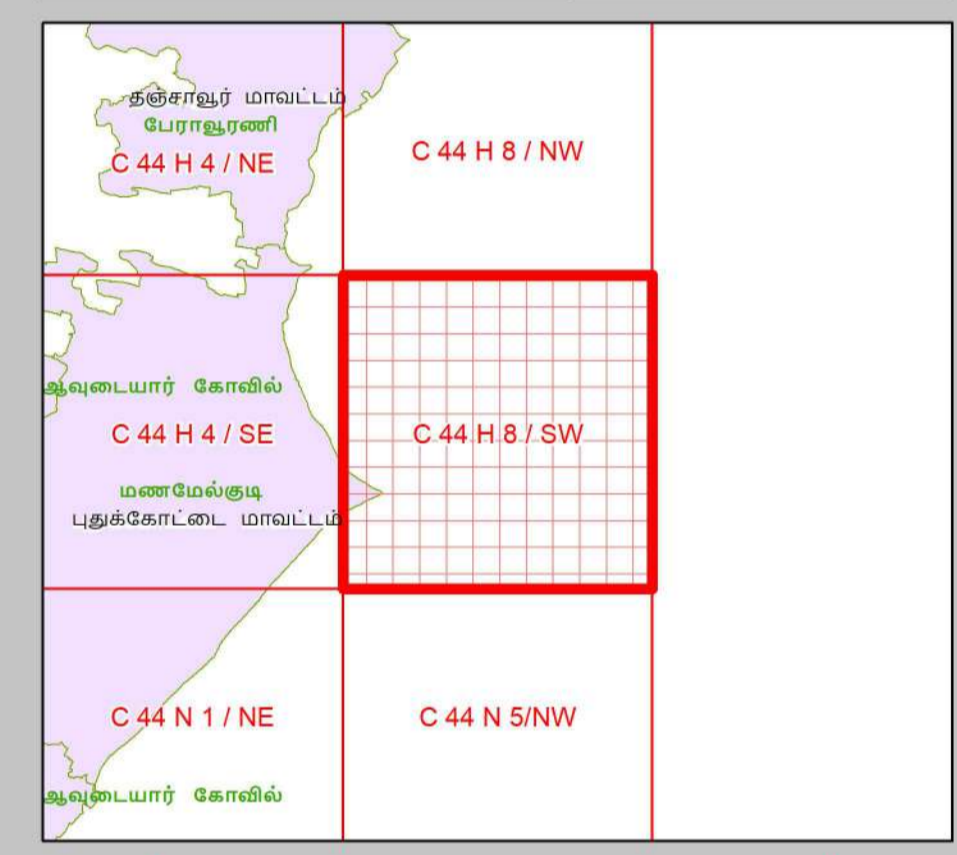 தஞ்சாவூர் மாவட்டம்
பேராவூரணி
C 44 H 4 / NE
C 44 H 8 / NW
ஆவுடையார் கோவில்
C 44 H 4 / SE
C 44 H 8 / SW
மணமேல்குடி
புதுக்கோட்டை மாவட்டம்
C 44 N 1 / NE
C 44 N 5/NW
ஆவுடையார் கோவில்